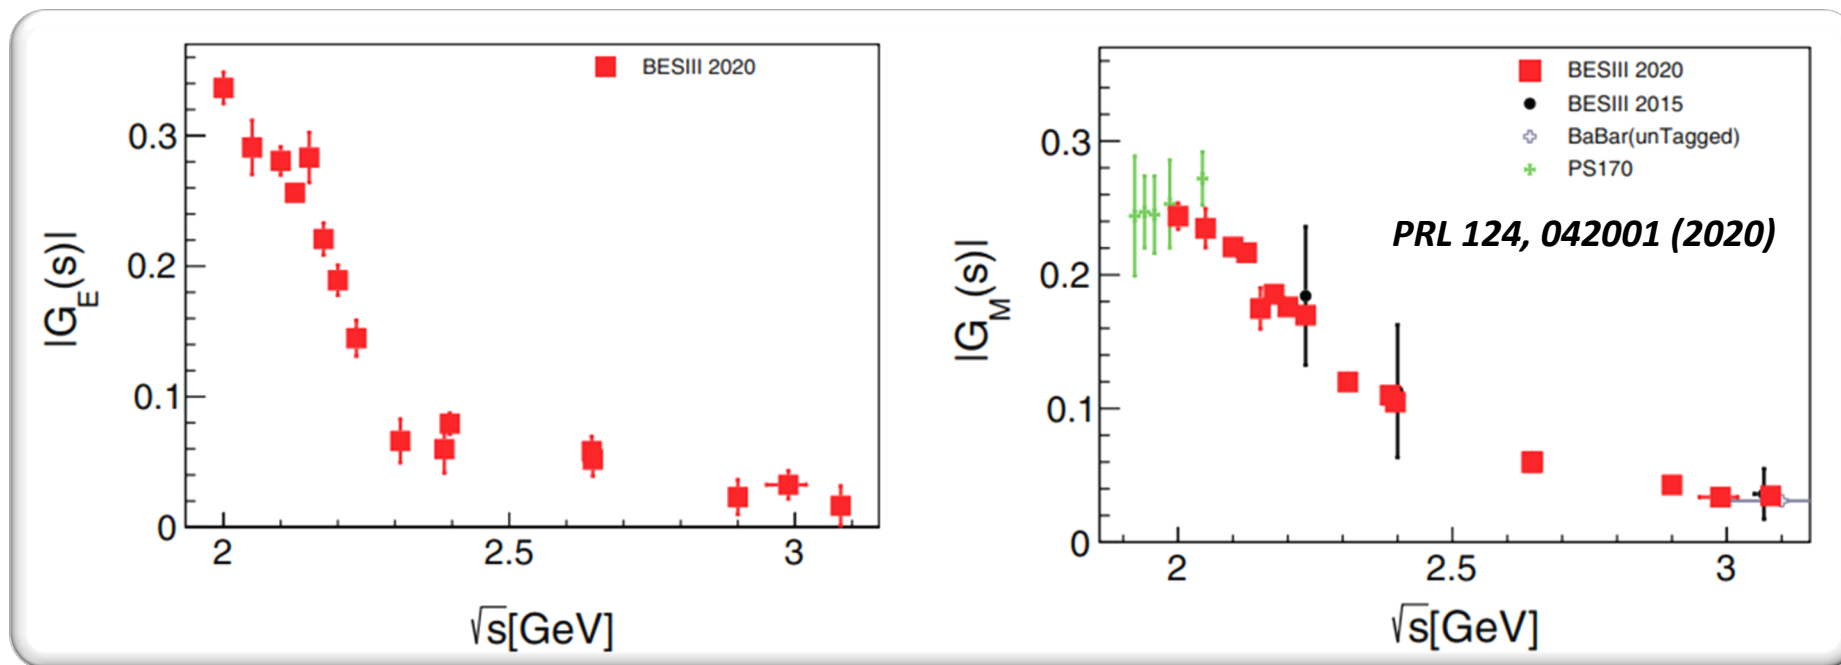 BESIII 2020
0.3
0.2
0.1
0
2
2.5
3
|G_E(s)|
√s[GeV]
BESIII 2020
BESIII 2015
BaBar(unTagged)
PS170
PRL 124, 042001 (2020)
0.3
0.2
0.1
0
2
2.5
3
|G_M(s)|
√s[GeV]